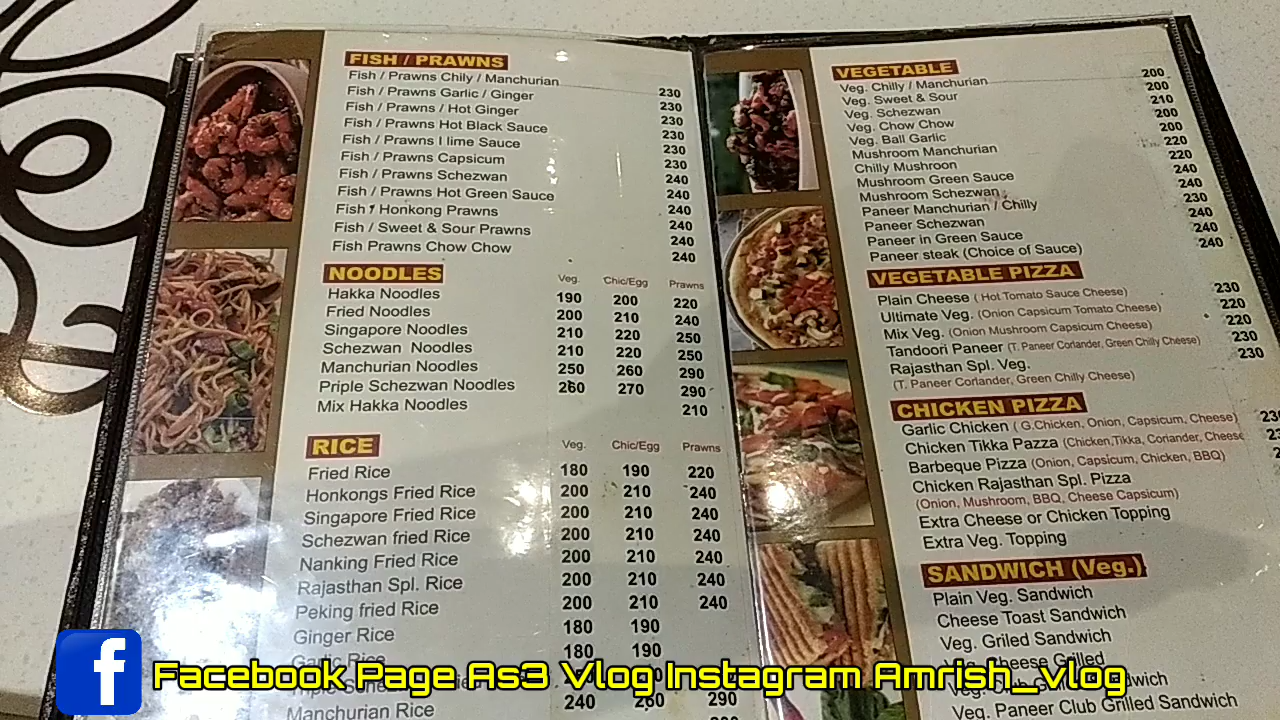 FISH / PRAWNS
Fish / Prawns Chily / Manchurian 230
Fish / Prawns Garlic / Ginger 230
Fish / Prawns / Hot Ginger 230
Fish / Prawns Hot Black Sauce 230
Fish / Prawns l lime Sauce 230
Fish / Prawns Capsicum 240
Fish / Prawns Schezwan 240
Fish / Prawns Hot Green Sauce 240
Fish / Honkong Prawns 240
Fish / Sweet & Sour Prawns 240
Fish Prawns Chow Chow 240
NOODLES Veg. Chic/Egg Prawns
Hakka Noodles 190 200 220
Fried Noodles 200 210 240
Singapore Noodles 210 220 250
Schezwan Noodles 210 220 250
Manchurian Noodles 250 260 290
Priple Schezwan Noodles 260 270 290
Mix Hakka Noodles 210
RICE Veg. Chic/Egg Prawns
Fried Rice 180 190 220
Honkongs Fried Rice 200 210 240
Singapore Fried Rice 200 210 240
Schezwan fried Rice 200 210 240
Nanking Fried Rice 200 210 240
Rajasthan Spl. Rice 200 210 240
Peking fried Rice 200 210 240
Ginger Rice 180 190
Garlic Rice 180 190
Manchurian Rice 240 260 290
VEGETABLE
Veg. Chilly / Manchurian 200
Veg. Sweet & Sour 200
Veg. Schezwan 210
Veg. Chow Chow 200
Veg. Ball Garlic 200
Mushroom Manchurian 220
Chilly Mushroon 220
Mushroom Green Sauce 240
Mushroom Schezwan 240
Paneer Manchurian / Chilly 230
Paneer Schezwan 240
Paneer in Green Sauce 240
Paneer steak (Choice of Sauce) 240
VEGETABLE PIZZA
Plain Cheese ( Hot Tomato Sauce Cheese) 230
Ultimate Veg. (Onion Capsicum Tomato Cheese) 220
Mix Veg. (Onion Mushroom Capsicum Cheese) 220
Tandoori Paneer (T. Paneer Coriander, Green Chilly Cheese) 230
Rajasthan Spl. Veg. 230
(T. Paneer Coriander, Green Chilly Cheese)
CHICKEN PIZZA
Garlic Chicken ( G.Chicken, Onion, Capsicum, Cheese)
Chicken Tikka Pazza (Chicken,Tikka, Coriander, Cheese
Barbeque Pizza (Onion, Capsicum, Chicken, BBQ)
Chicken Rajasthan Spl. Pizza
(Onion, Mushroom, BBQ, Cheese Capsicum)
Extra Cheese or Chicken Topping
Extra Veg. Topping
SANDWICH (Veg.)
Plain Veg. Sandwich
Cheese Toast Sandwich
Veg. Griled Sandwich
Veg. Cheese Grilled
Veg. Paneer Club Grilled Sandwich
Facebook Page As3 Vlog Instagram Amrish_vlog